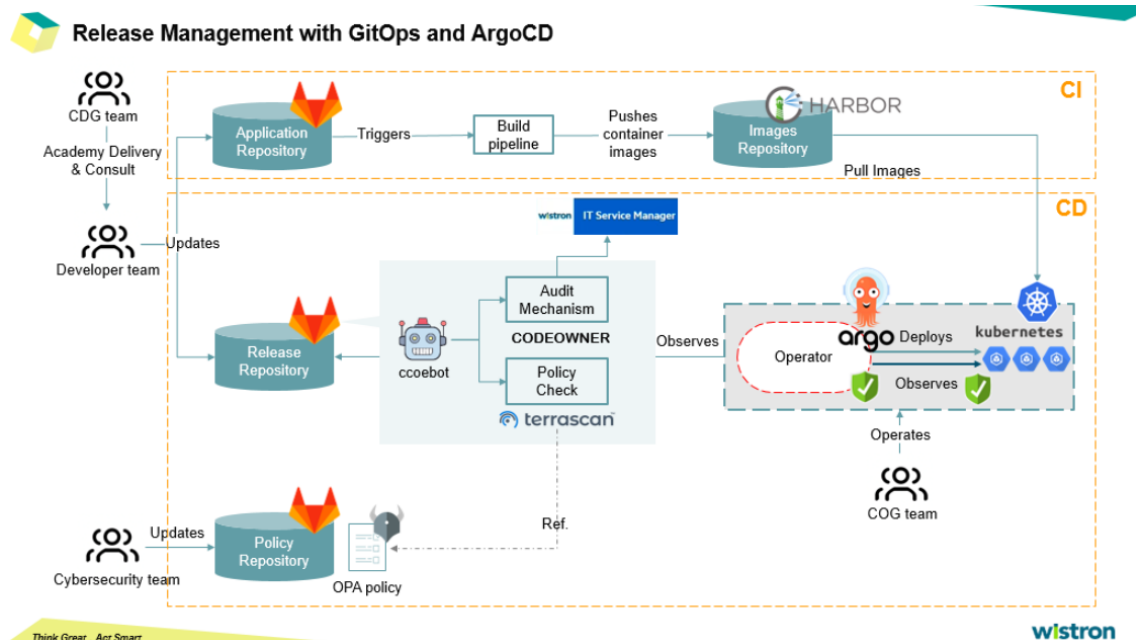 Release Management with GitOps and ArgoCD
CI
CDG team
Academy Delivery
& Consult
Developer team
Updates
Application
Repository
Triggers
Build
pipeline
Pushes
container
images
HARBOR
Images
Repository
Pull Images
CD
wistron
IT Service Manager
Audit
Mechanism
CODEOWNER
Policy
Check
terrascan
ccoebot
Release
Repository
Observes
Operator
argo
Deploys
Observes
kubernetes
Operates
COG team
Cybersecurity team
Updates
Policy
Repository
OPA policy
Ref.
Think Great Act Smart
wistron